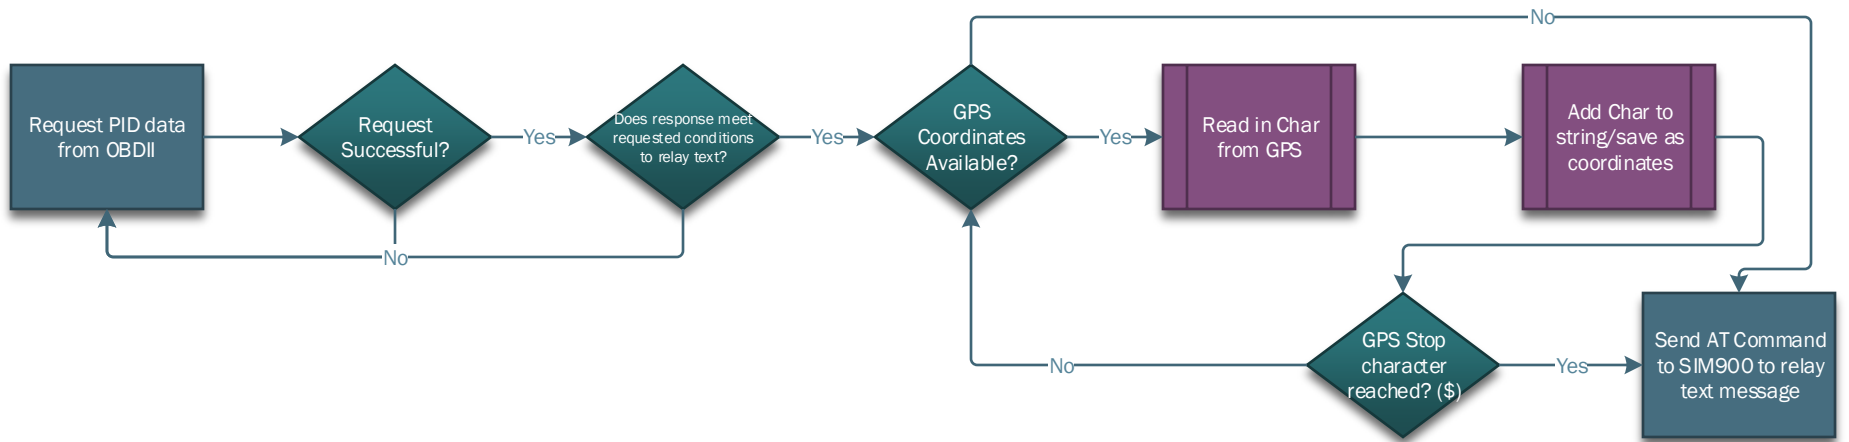 No
Request PID data
from OBDII
Request
Successful?
Yes
Does response meet
requested conditions
to relay text?
Yes
GPS
Coordinates
Available?
Yes
Read in Char
from GPS
Add Char to
string/save as
coordinates
No
GPS Stop
character
reached? ($)
No
Yes
Send AT Command
to SIM900 to relay
text message